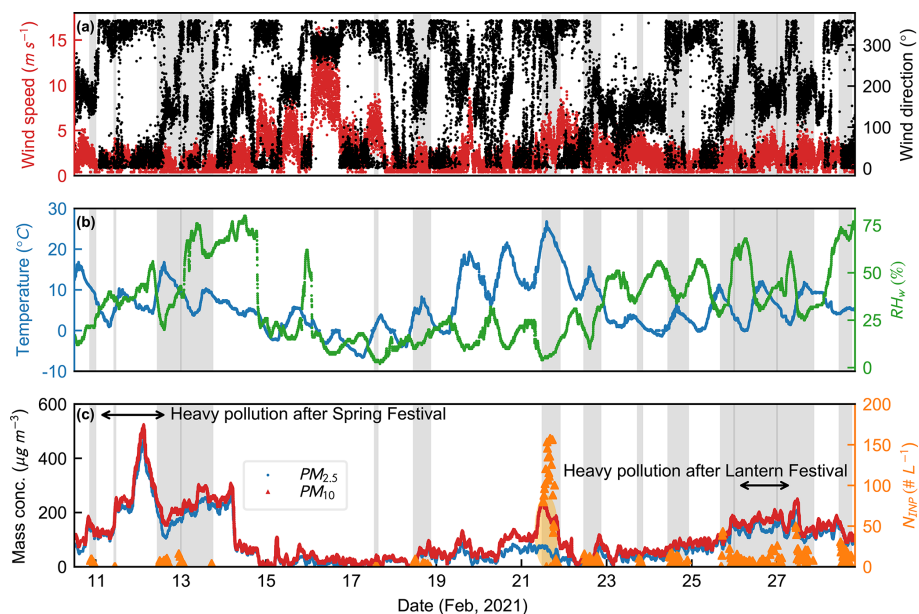 (a)
Wind speed (m s⁻¹)
15
10
5
0
300
200
100
0
Wind direction (°)
(b)
Temperature (°C)
30
20
10
0
-10
75
50
25
0
RH_w (%)
(c)
Heavy pollution after Spring Festival
Mass conc. (μg m⁻³)
600
400
200
0
PM_2.5
PM_10
Heavy pollution after Lantern Festival
200
150
100
50
0
N_INP (# L⁻¹)
11 13 15 17 19 21 23 25 27
Date (Feb, 2021)